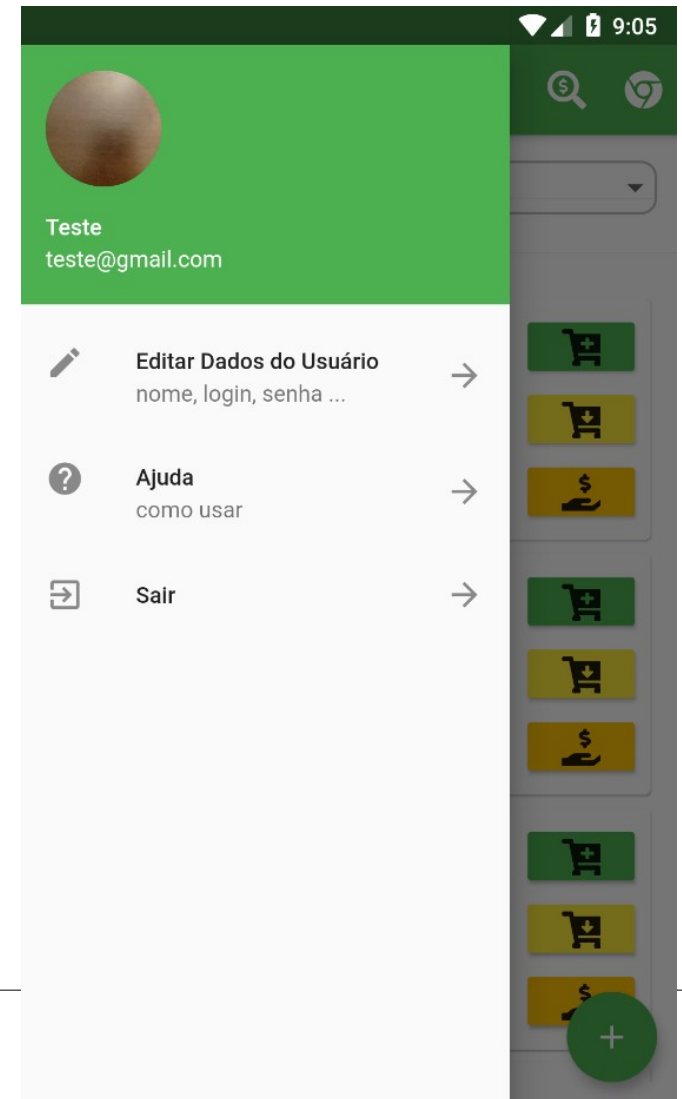 9:05
Teste
teste@gmail.com
Editar Dados do Usuário
nome, login, senha ...
Ajuda
como usar
Sair